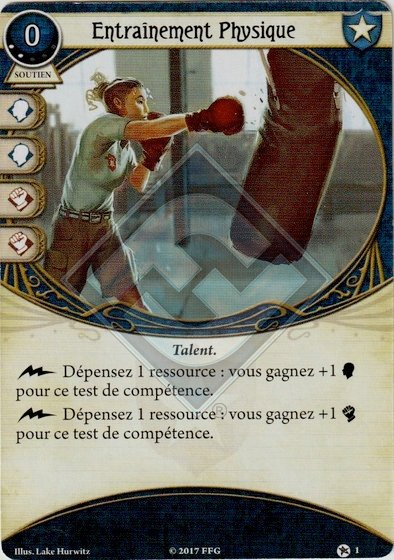 Entraînement Physique
0
SOUTIEN
Talent.
Dépensez 1 ressource : vous gagnez +1
pour ce test de compétence.
Dépensez 1 ressource : vous gagnez +1
pour ce test de compétence.
®
Illus. Lake Hurwitz
© 2017 FFG
1